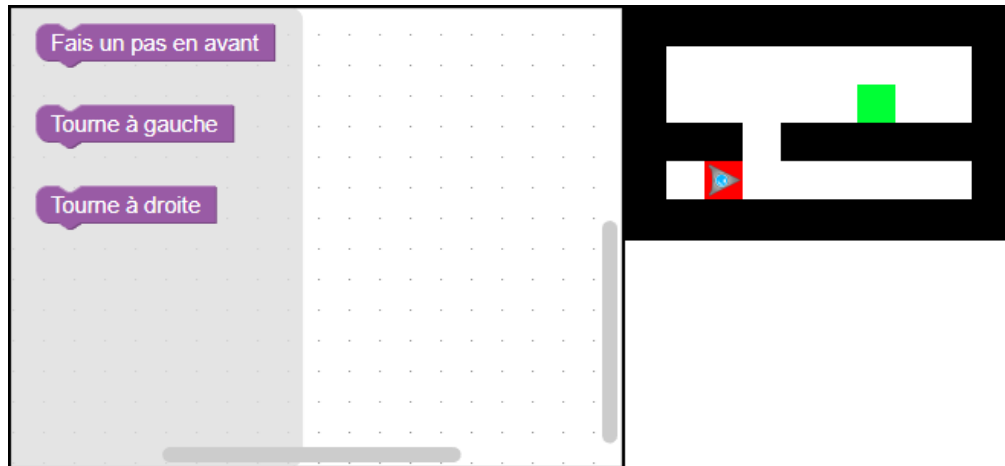 Fais un pas en avant
Tourne à gauche
Tourne à droite